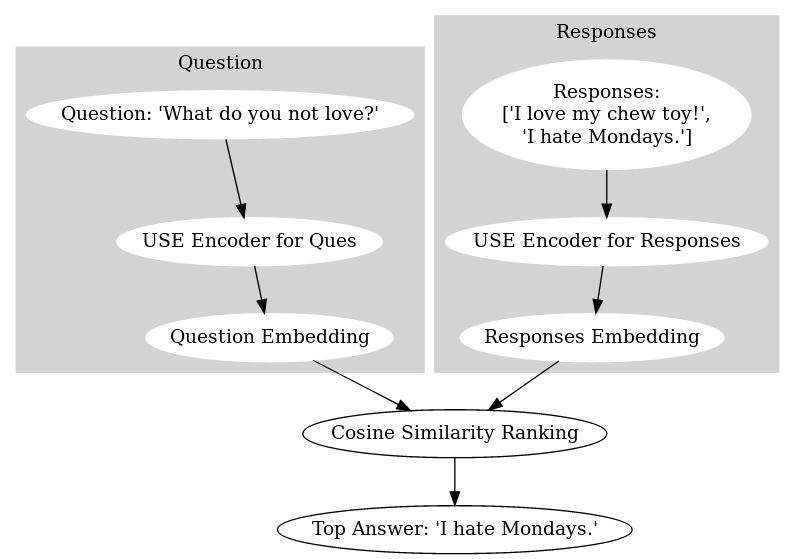 Question
Question: 'What do you not love?'
USE Encoder for Ques
Question Embedding
Responses
Responses:
['I love my chew toy!',
'I hate Mondays.']
USE Encoder for Responses
Responses Embedding
Cosine Similarity Ranking
Top Answer: 'I hate Mondays.'